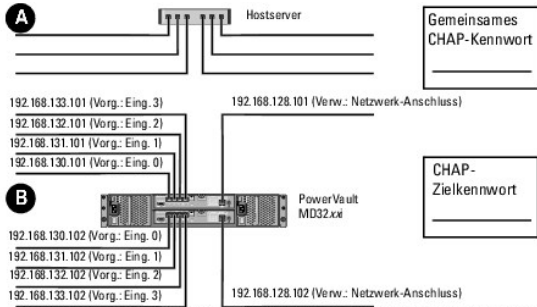 A
Hostserver
Gemeinsames
CHAP-Kennwort
192.168.133.101 (Vorg.: Eing. 3)
192.168.128.101 (Verw.: Netzwerk-Anschluss)
192.168.132.101 (Vorg.: Eing. 2)
192.168.131.101 (Vorg.: Eing. 1)
192.168.130.101 (Vorg.: Eing. 0)
CHAP-
Zielkennwort
B
PowerVault
MD32xxi
192.168.130.102 (Vorg.: Eing. 0)
192.168.131.102 (Vorg.: Eing. 1)
192.168.132.102 (Vorg.: Eing. 2)
192.168.133.102 (Vorg.: Eing. 3)
192.168.128.102 (Verw.: Netzwerk-Anschluss)